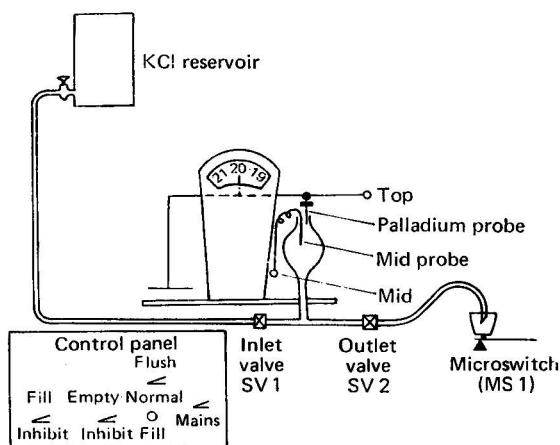 KCl reservoir
21 20 19
Top
Palladium probe
Mid probe
Mid
Control panel
Flush
Fill Empty Normal
Mains
Inhibit Inhibit Fill
Inlet
valve
SV 1
Outlet
valve
SV 2
Microswitch
(MS 1)